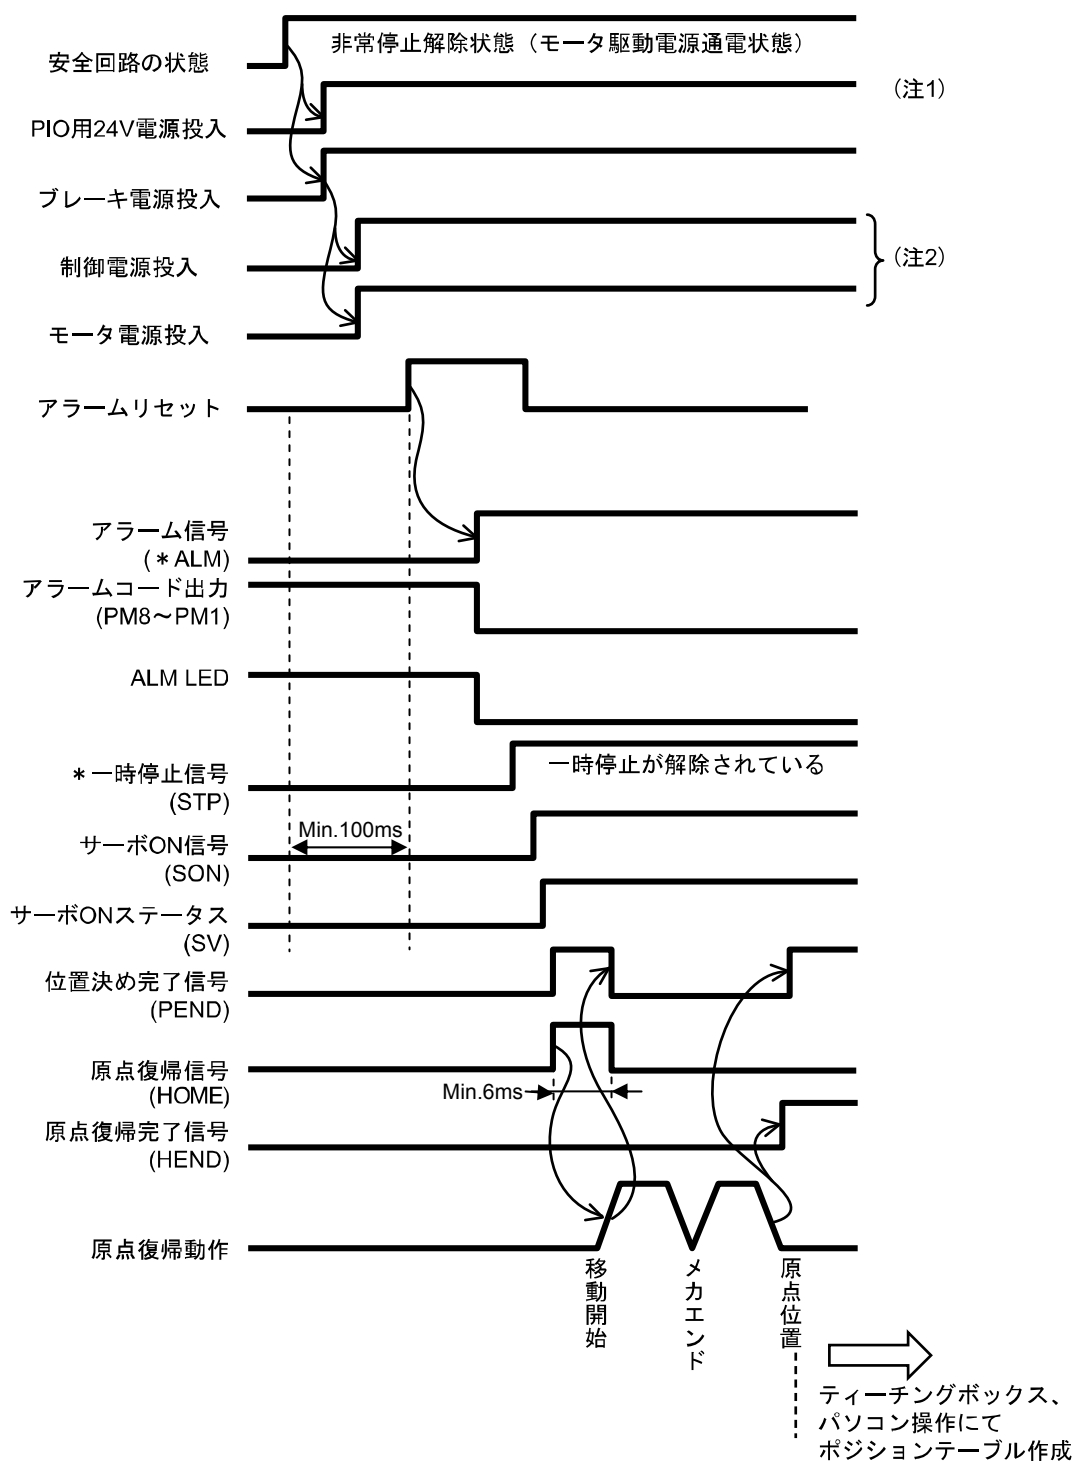 非常停止解除状態（モータ駆動電源通電状態）
安全回路の状態
（注1）
PIO用24V電源投入
ブレーキ電源投入
制御電源投入
（注2）
モータ電源投入
アラームリセット
アラーム信号
(＊ALM)
アラームコード出力
(PM8～PM1)
ALM LED
＊一時停止信号
(STP)
一時停止が解除されている
サーボON信号
(SON)
Min.100ms
サーボONステータス
(SV)
位置決め完了信号
(PEND)
原点復帰信号
(HOME)
Min.6ms
原点復帰完了信号
(HEND)
原点復帰動作
移動開始
メカエンド
原点位置
ティーチングボックス、
パソコン操作にて
ポジションテーブル作成